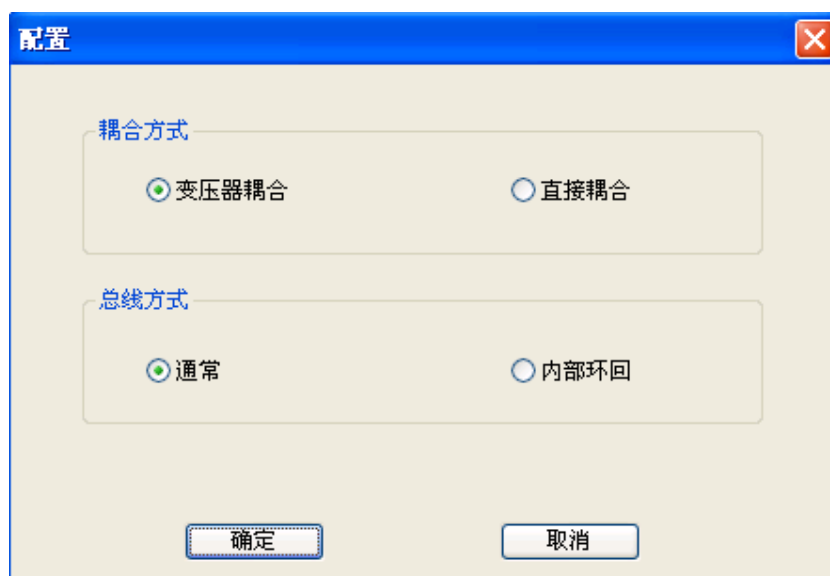 配置
耦合方式
变压器耦合 直接耦合
总线方式
通常 内部环回
确定 取消